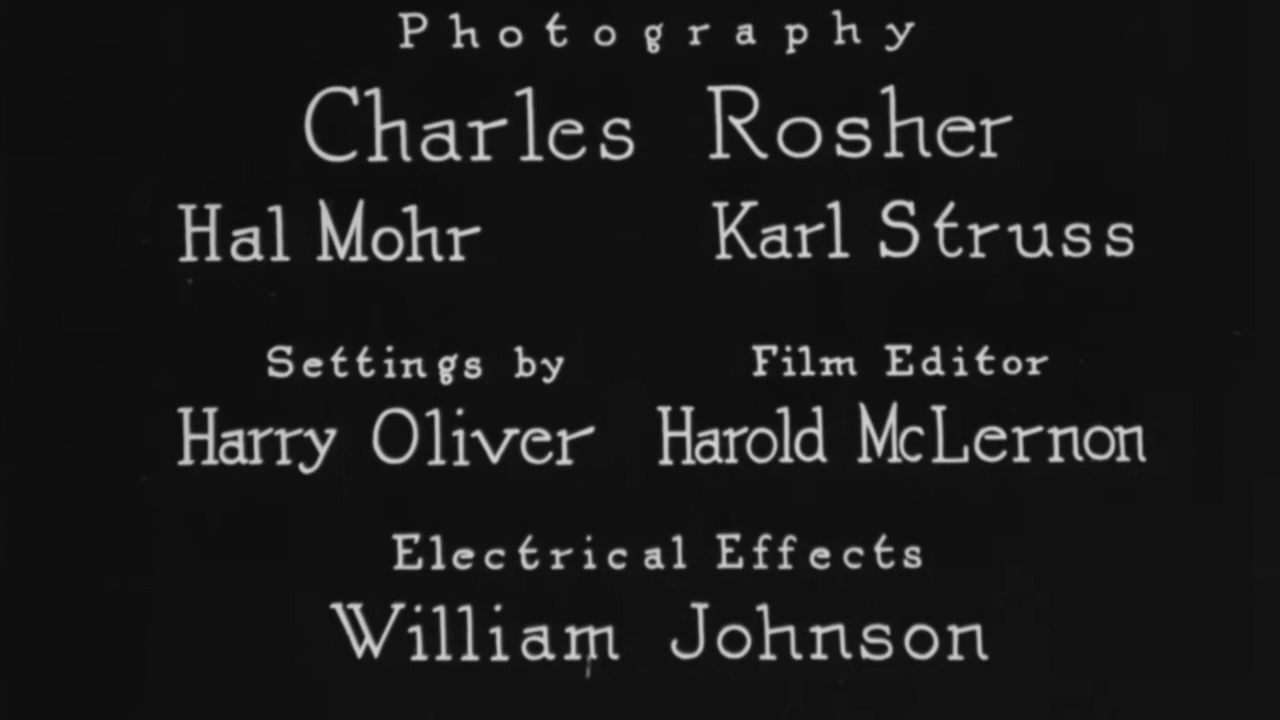 Photography
Charles Rosher
Hal Mohr Karl Struss
Settings by Film Editor
Harry Oliver Harold McLernon
Electrical Effects
William Johnson